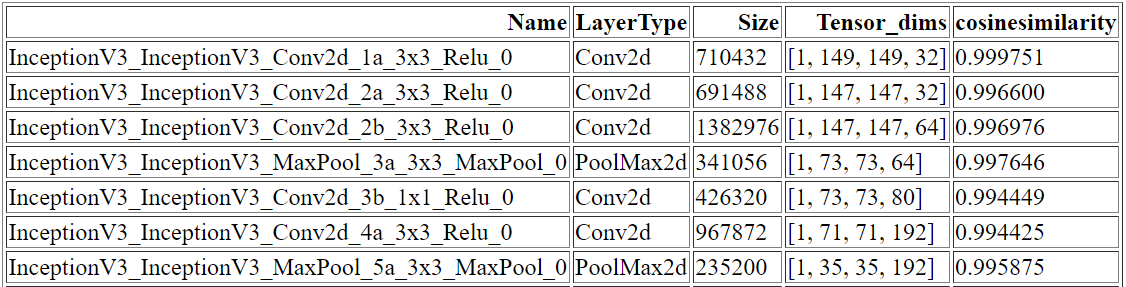 Name LayerType Size Tensor_dims cosinesimilarity
InceptionV3_InceptionV3_Conv2d_1a_3x3_Relu_0 Conv2d 710432 [1, 149, 149, 32] 0.999751
InceptionV3_InceptionV3_Conv2d_2a_3x3_Relu_0 Conv2d 691488 [1, 147, 147, 32] 0.996600
InceptionV3_InceptionV3_Conv2d_2b_3x3_Relu_0 Conv2d 1382976 [1, 147, 147, 64] 0.996976
InceptionV3_InceptionV3_MaxPool_3a_3x3_MaxPool_0 PoolMax2d 341056 [1, 73, 73, 64] 0.997646
InceptionV3_InceptionV3_Conv2d_3b_1x1_Relu_0 Conv2d 426320 [1, 73, 73, 80] 0.994449
InceptionV3_InceptionV3_Conv2d_4a_3x3_Relu_0 Conv2d 967872 [1, 71, 71, 192] 0.994425
InceptionV3_InceptionV3_MaxPool_5a_3x3_MaxPool_0 PoolMax2d 235200 [1, 35, 35, 192] 0.995875